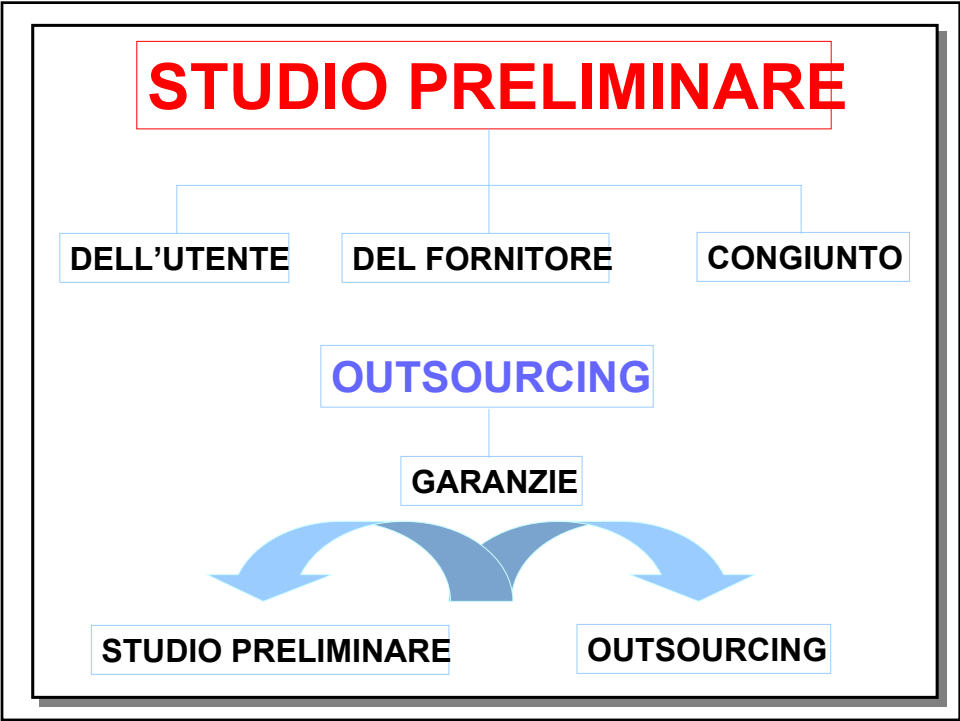 STUDIO PRELIMINARE
DELL’UTENTE
DEL FORNITORE
CONGIUNTO
OUTSOURCING
GARANZIE
STUDIO PRELIMINARE
OUTSOURCING